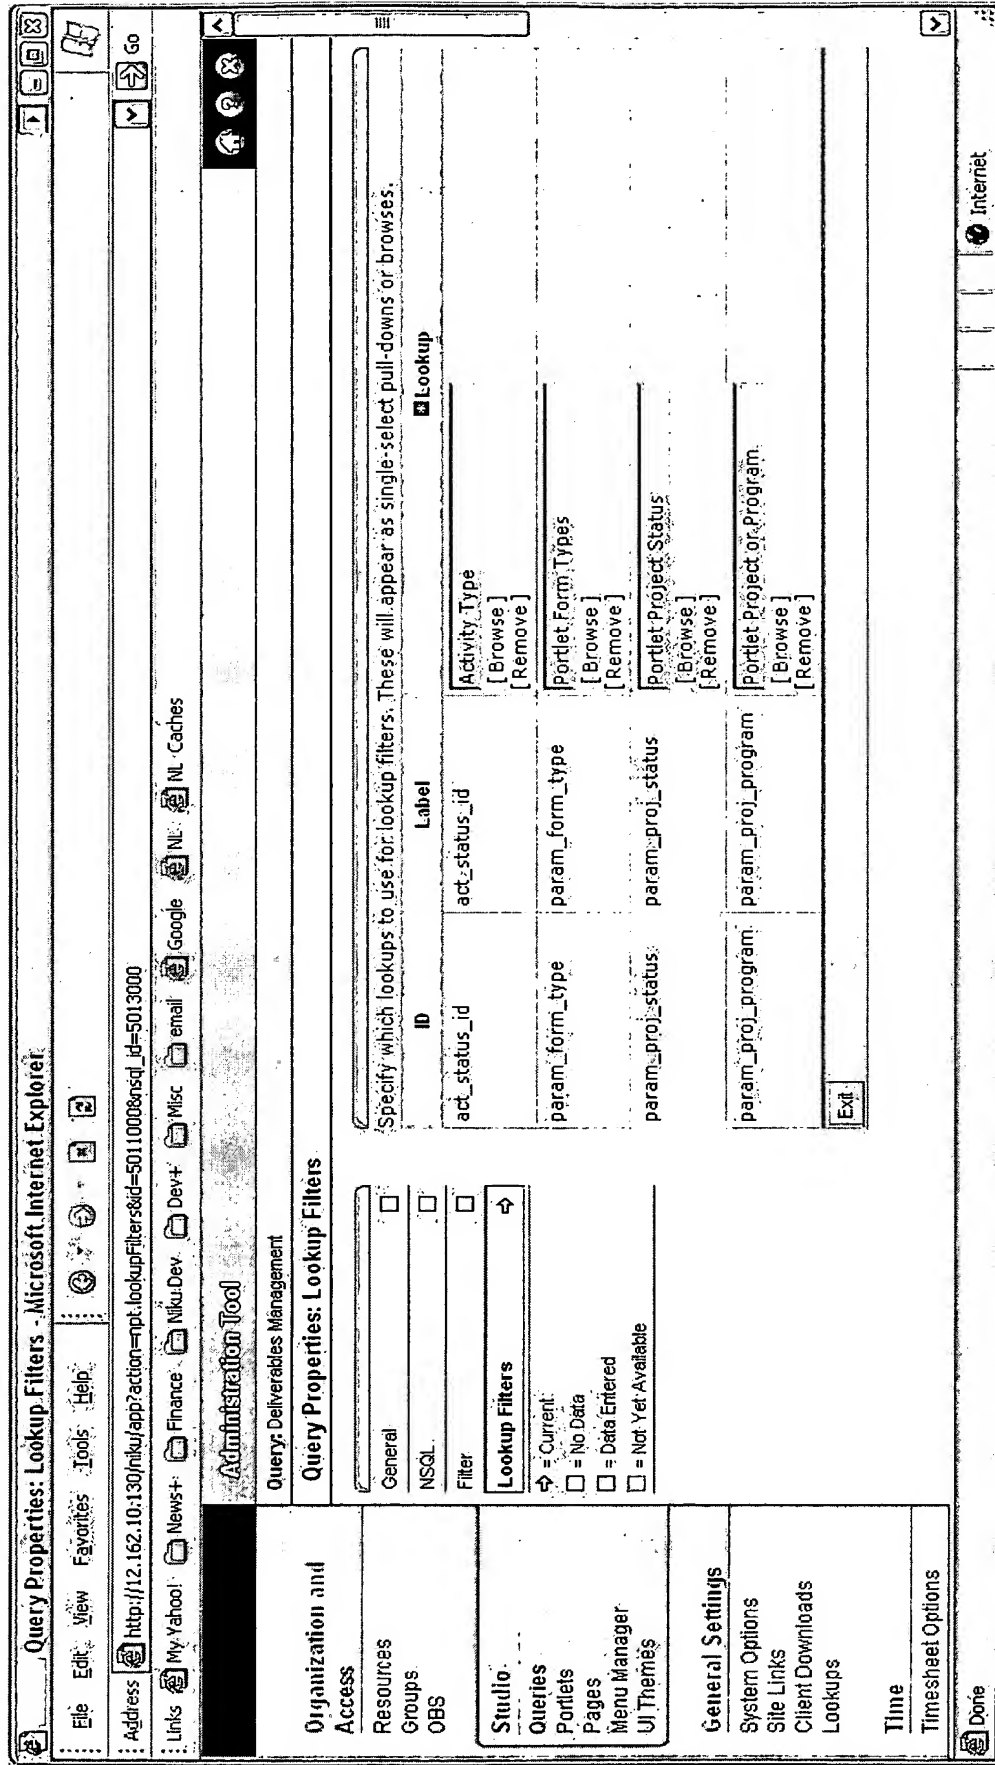 Query Properties: Lookup Filters - Microsoft Internet Explorer
File Edit View Favorites Tools Help
Address http://12.162.10:130/niku/app?action=npt.lookupFilters&id=5011000&nsql_id=5013000 Go
Links My Yahoo! News+ Finance Niku Dev Dev+ Misc email Google NL NL Caches
Administration Tool
Query: Deliverables Management
Query Properties: Lookup Filters
Organization and
Access
Resources
Groups
OBS
Studio
Queries
Portlets
Pages
Menu Manager
UI Themes
General Settings
System Options
Site Links
Client Downloads
Lookups
Time
Timesheet Options
General
NSQL
Filter
Lookup Filters
= Current
= No Data
= Data Entered
= Not Yet Available
Specify which lookups to use for lookup filters. These will appear as single-select pull-downs or browses.
ID Label * Lookup
act_status_id act_status_id Activity Type
[ Browse ]
[ Remove ]
param_form_type param_form_type Portlet Form Types
[ Browse ]
[ Remove ]
param_proj_status param_proj_status Portlet Project Status
[ Browse ]
[ Remove ]
param_proj_program param_proj_program Portlet Project or Program
[ Browse ]
[ Remove ]
Exit
Done Internet